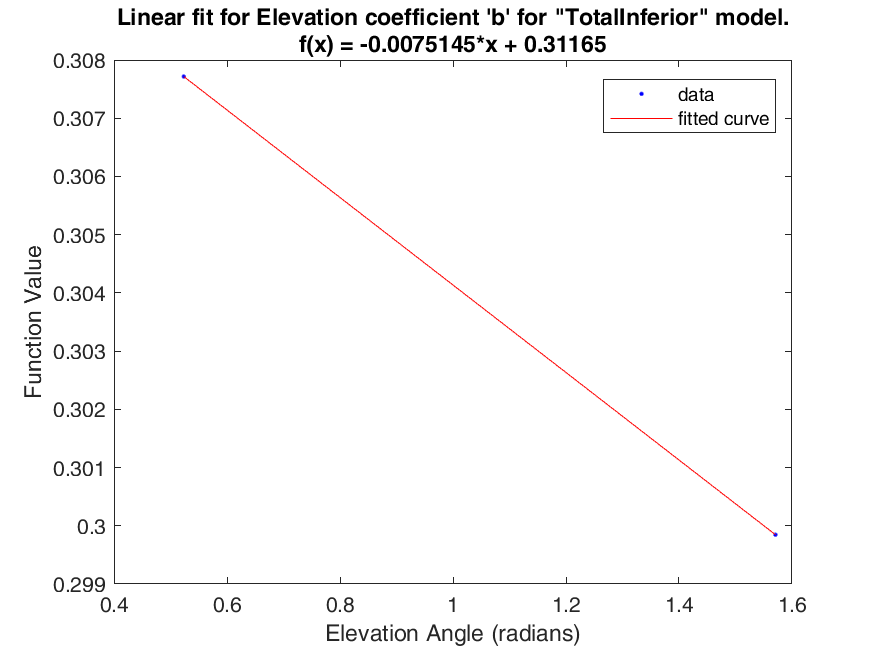 Linear fit for Elevation coefficient 'b' for "TotalInferior" model.
f(x) = -0.0075145*x + 0.31165
0.308
0.307
0.306
0.305
0.304
0.303
0.302
0.301
0.3
0.299
Function Value
data
fitted curve
0.4 0.6 0.8 1 1.2 1.4 1.6
Elevation Angle (radians)